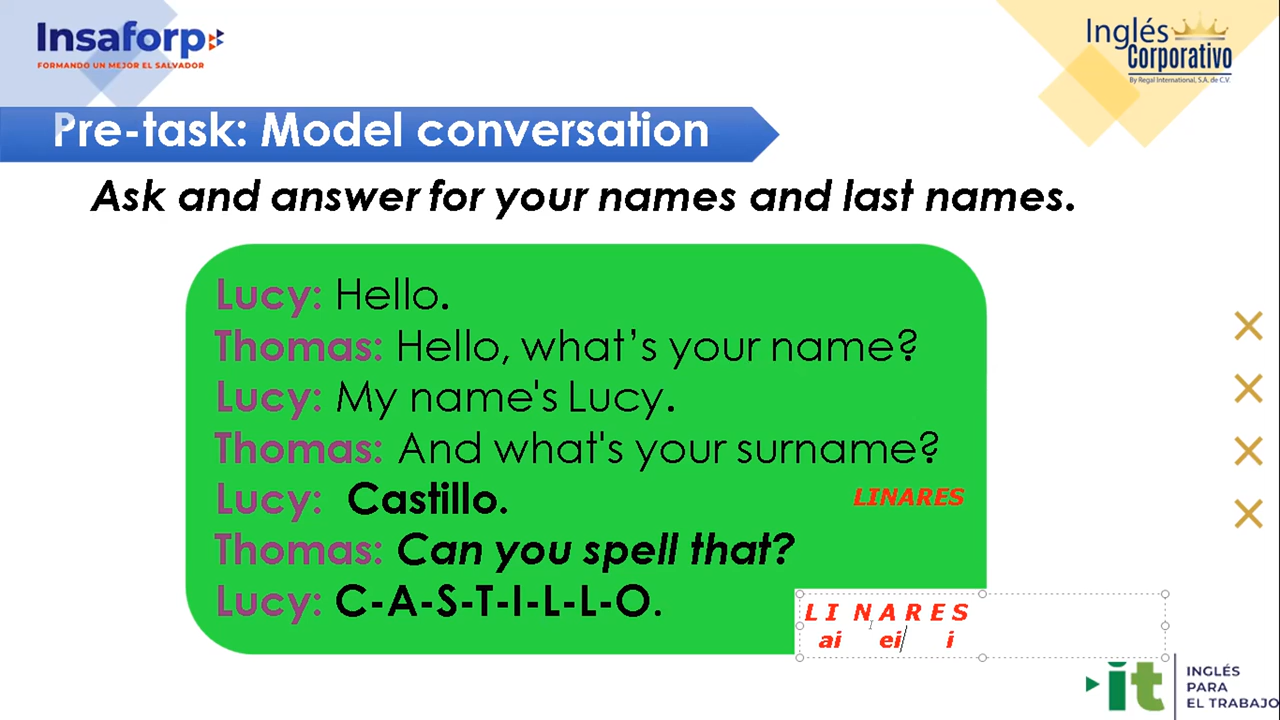 Insaforp
FORMANDO UN MEJOR EL SALVADOR
Inglés
Corporativo
By Regal International, S.A. de C.V.
Pre-task: Model conversation
Ask and answer for your names and last names.
Lucy: Hello.
Thomas: Hello, what’s your name?
Lucy: My name's Lucy.
Thomas: And what's your surname?
Lucy: Castillo.
LINARES
Thomas: Can you spell that?
Lucy: C-A-S-T-I-L-L-O.
L I N A R E S
ai ei i
it
INGLÉS
PARA
EL TRABAJO